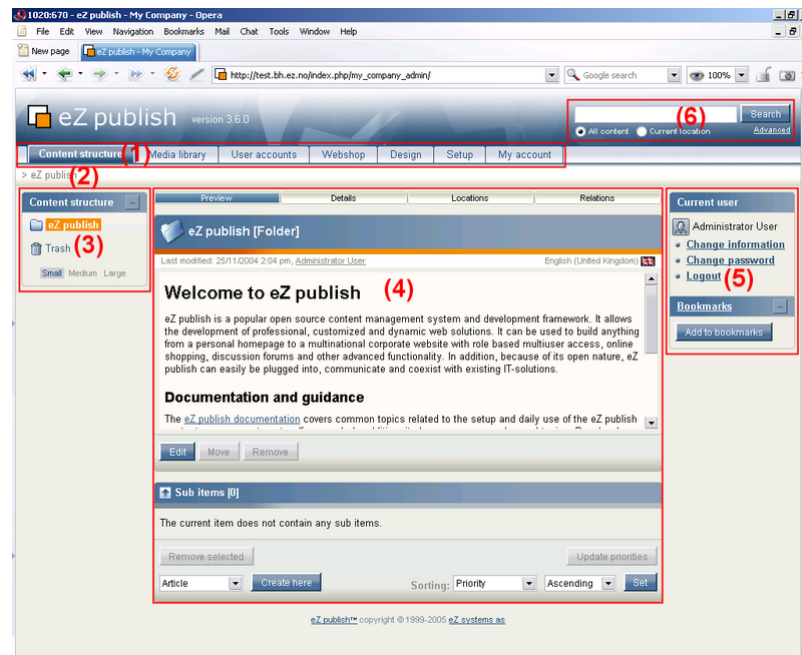 1020:670 - eZ publish - My Company - Opera
File Edit View Navigation Bookmarks Mail Chat Tools Window Help
New page eZ publish - My Company
http://test.bh.ez.no/index.php/my_company_admin/ Google search 100%
eZ publish version 3.6.0
(6) Search
All content Current location Advanced
Content structure (1) Media library User accounts Webshop Design Setup My account
> eZ publish (2)
Content structure
eZ publish
Trash (3)
Small Medium Large
Preview Details Locations Relations
eZ publish [Folder]
Last modified: 25/11/2004 2:04 pm, Administrator User English (United Kingdom)
Welcome to eZ publish (4)
eZ publish is a popular open source content management system and development framework. It allows
the development of professional, customized and dynamic web solutions. It can be used to build anything
from a personal homepage to a multinational corporate website with role based multiuser access, online
shopping, discussion forums and other advanced functionality. In addition, because of its open nature, eZ
publish can easily be plugged into, communicate and coexist with existing IT-solutions.
Documentation and guidance
The eZ publish documentation covers common topics related to the setup and daily use of the eZ publish
Edit Move Remove
Sub items [0]
The current item does not contain any sub items.
Remove selected Update priorities
Article Create here Sorting: Priority Ascending Set
Current user
Administrator User
Change information
Change password
Logout (5)
Bookmarks
Add to bookmarks
eZ publish™ copyright © 1999-2005 eZ systems as